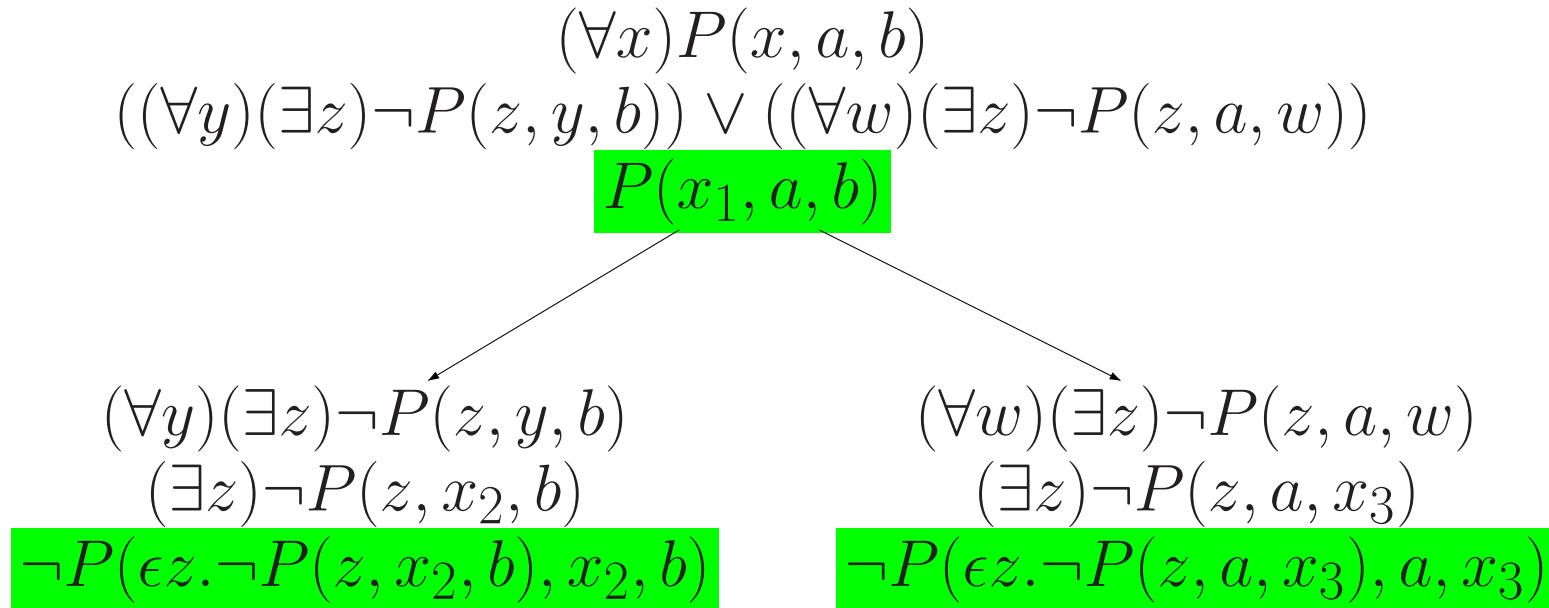 (∀x)P(x, a, b)
((∀y)(∃z)¬P(z, y, b)) ∨ ((∀w)(∃z)¬P(z, a, w))
P(x₁, a, b)
(∀y)(∃z)¬P(z, y, b)
(∃z)¬P(z, x₂, b)
¬P(ϵz.¬P(z, x₂, b), x₂, b)
(∀w)(∃z)¬P(z, a, w)
(∃z)¬P(z, a, x₃)
¬P(ϵz.¬P(z, a, x₃), a, x₃)